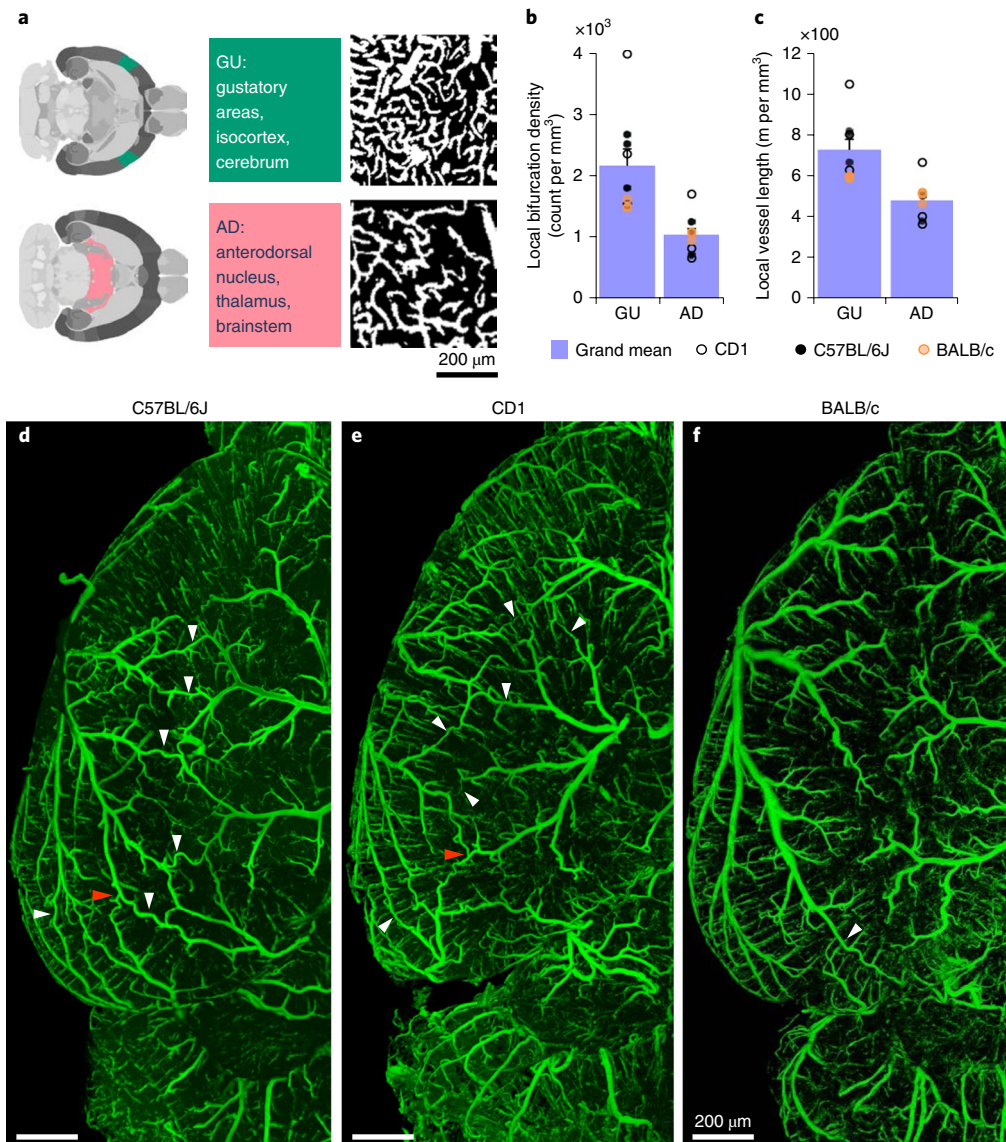 a
GU:
gustatory
areas,
isocortex,
cerebrum
AD:
anterodorsal
nucleus,
thalamus,
brainstem
200 μm
b
×10³
Local bifurcation density
(count per mm³)
4
3
2
1
0
GU AD
c
×100
Local vessel length (m per mm³)
12
10
8
6
4
2
0
GU AD
Grand mean CD1 C57BL/6J BALB/c
C57BL/6J CD1 BALB/c
d e f
200 μm